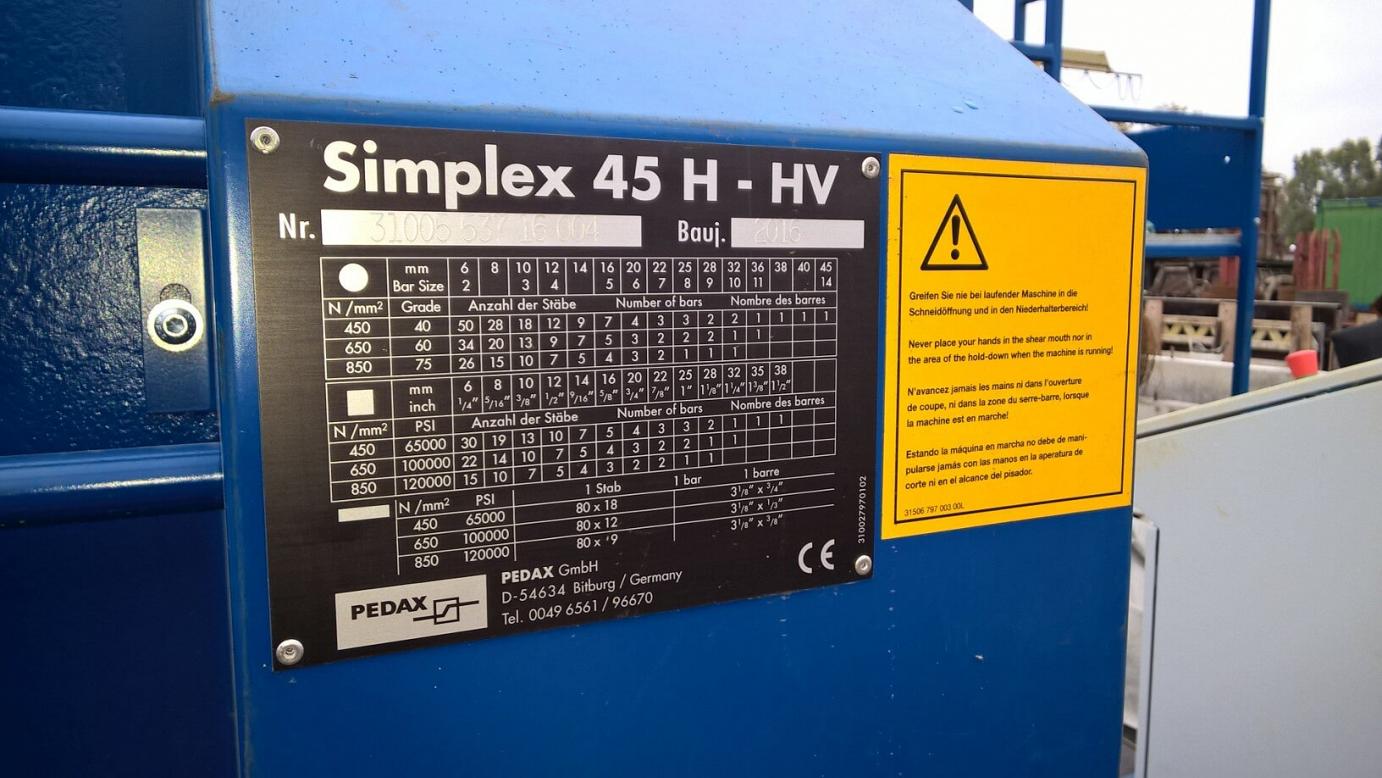 Simplex 45 H - HV
Nr. 31005 537 16 004 Bauj. 2016
mm 6 8 10 12 14 16 20 22 25 28 32 36 38 40 45
Bar Size 2 3 4 5 6 7 8 9 10 11 14
N/mm² Grade Anzahl der Stäbe Number of bars Nombre des barres
450 40 50 28 18 12 9 7 4 3 3 2 2 1 1 1 1
650 60 34 20 13 9 7 5 3 2 2 2 1 1
850 75 26 15 10 7 5 4 3 2 1 1 1
mm 6 8 10 12 14 16 20 22 25 28 32 35 38
inch 1/4" 5/16" 3/8" 1/2" 9/16" 5/8" 3/4" 7/8" 1" 1 1/8" 1 1/4" 1 3/8" 1 1/2"
N/mm² PSI Anzahl der Stäbe Number of bars Nombre des barres
450 65000 30 19 13 10 7 5 4 3 3 2 1 1 1
650 100000 22 14 10 7 5 4 3 2 2 1 1
850 120000 15 10 7 5 4 3 2 2 1 1
N/mm² PSI 1 Stab 1 bar 1 barre
450 65000 80 x 18 3 1/8" x 3/4"
650 100000 80 x 12 3 1/8" x 1/3"
850 120000 80 x 9 3 1/8" x 3/8"
310027970102
CE
PEDAX
PEDAX GmbH
D-54634 Bitburg / Germany
Tel. 0049 6561 / 96670
Greifen Sie nie bei laufender Maschine in die
Schneidöffnung und in den Niederhalterbereich!
Never place your hands in the shear mouth nor in
the area of the hold-down when the machine is running!
N'avancez jamais les mains ni dans l'ouverture
de coupe, ni dans la zone du serre-barre, lorsque
la machine est en marche!
Estando la máquina en marcha no debe de mani-
pularse jamás con las manos en la aperatura de
corte ni en el alcance del pisador.
31506 797 003 00L